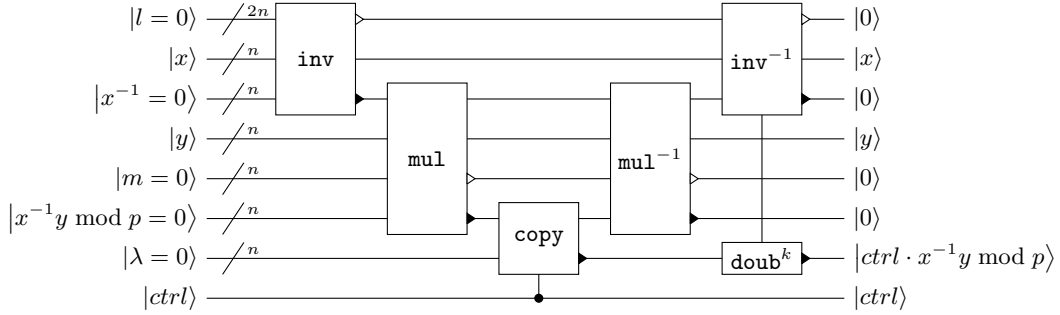 |l = 0⟩ 2n inv inv⁻¹ |0⟩
|x⟩ n |x⟩
|x⁻¹ = 0⟩ n |0⟩
|y⟩ n mul mul⁻¹ |y⟩
|m = 0⟩ n |0⟩
|x⁻¹y mod p = 0⟩ n copy |0⟩
|λ = 0⟩ n doubᵏ |ctrl · x⁻¹y mod p⟩
|ctrl⟩ |ctrl⟩